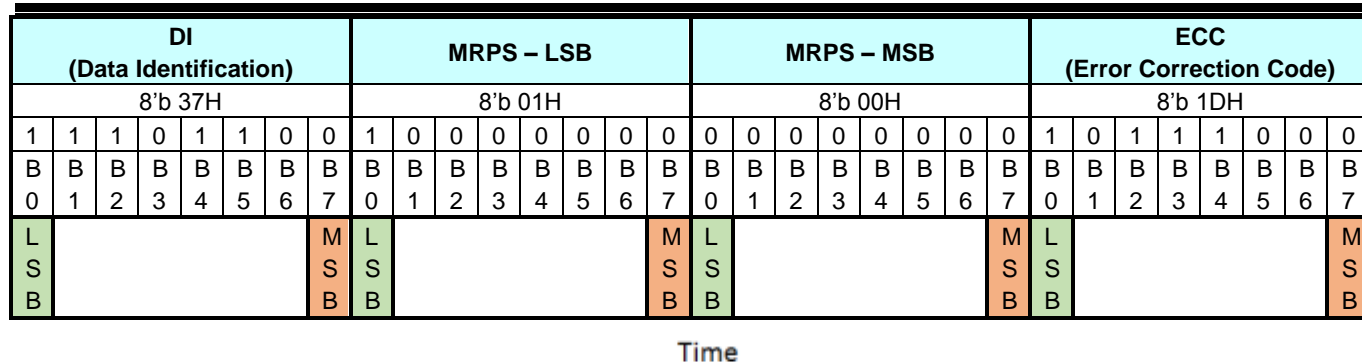 DI MRPS – LSB MRPS – MSB ECC
(Data Identification) (Error Correction Code)
8’b 37H 8’b 01H 8’b 00H 8’b 1DH
1 1 1 0 1 1 0 0 1 0 0 0 0 0 0 0 0 0 0 0 0 0 0 0 1 0 1 1 1 0 0 0
B B B B B B B B B B B B B B B B B B B B B B B B B B B B B B B B
0 1 2 3 4 5 6 7 0 1 2 3 4 5 6 7 0 1 2 3 4 5 6 7 0 1 2 3 4 5 6 7
L M L M L M L M
S S S S S S S S
B B B B B B B B
Time